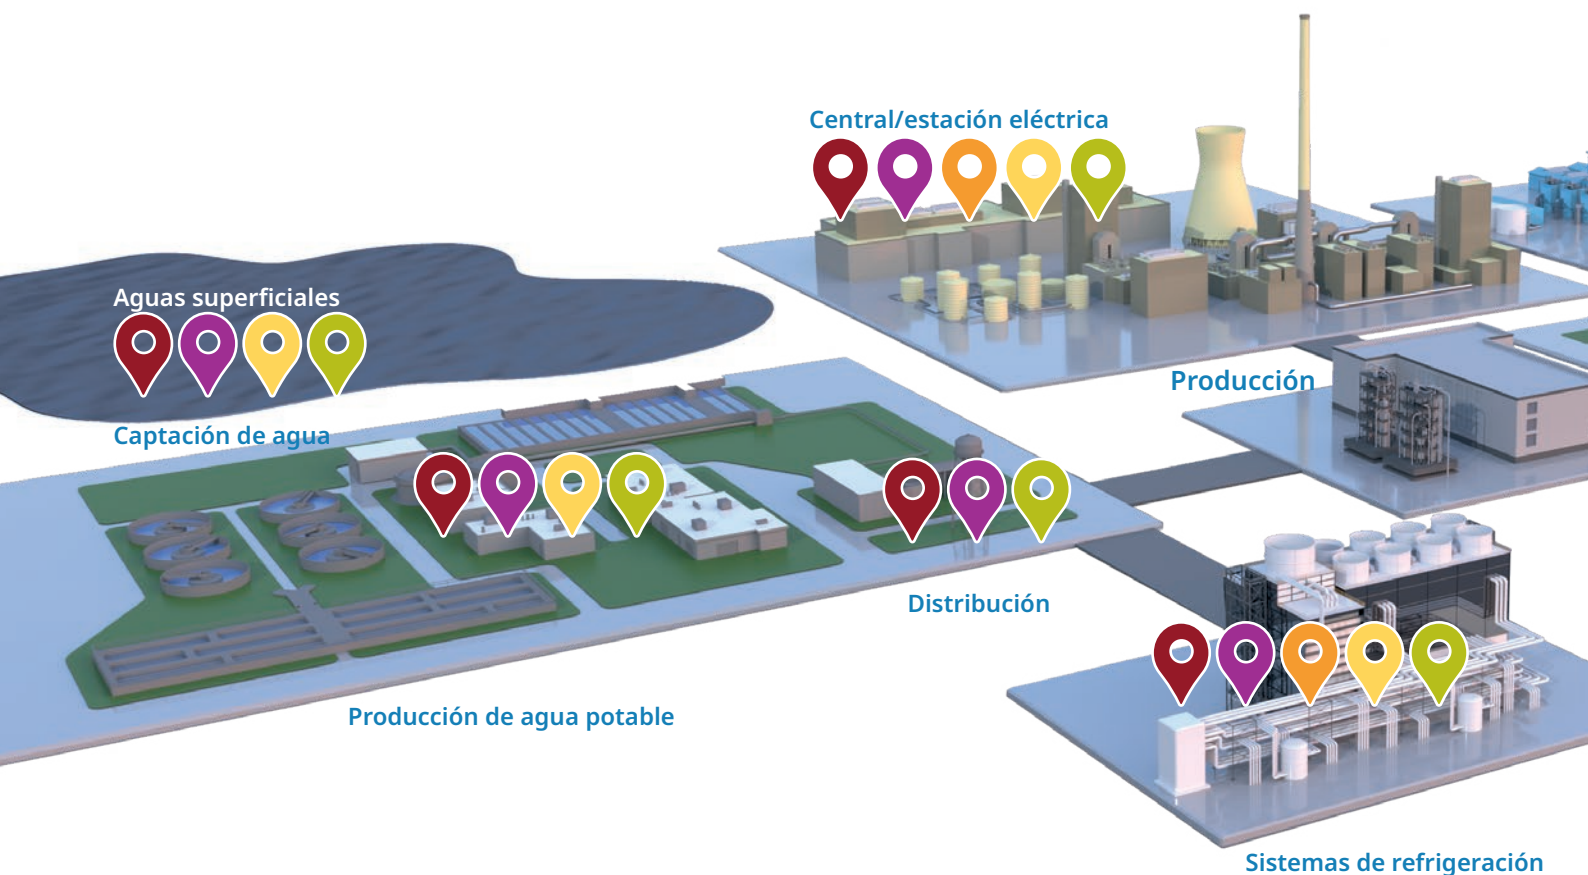 Central/estación eléctrica
Aguas superficiales
Producción
Captación de agua
Distribución
Producción de agua potable
Sistemas de refrigeración